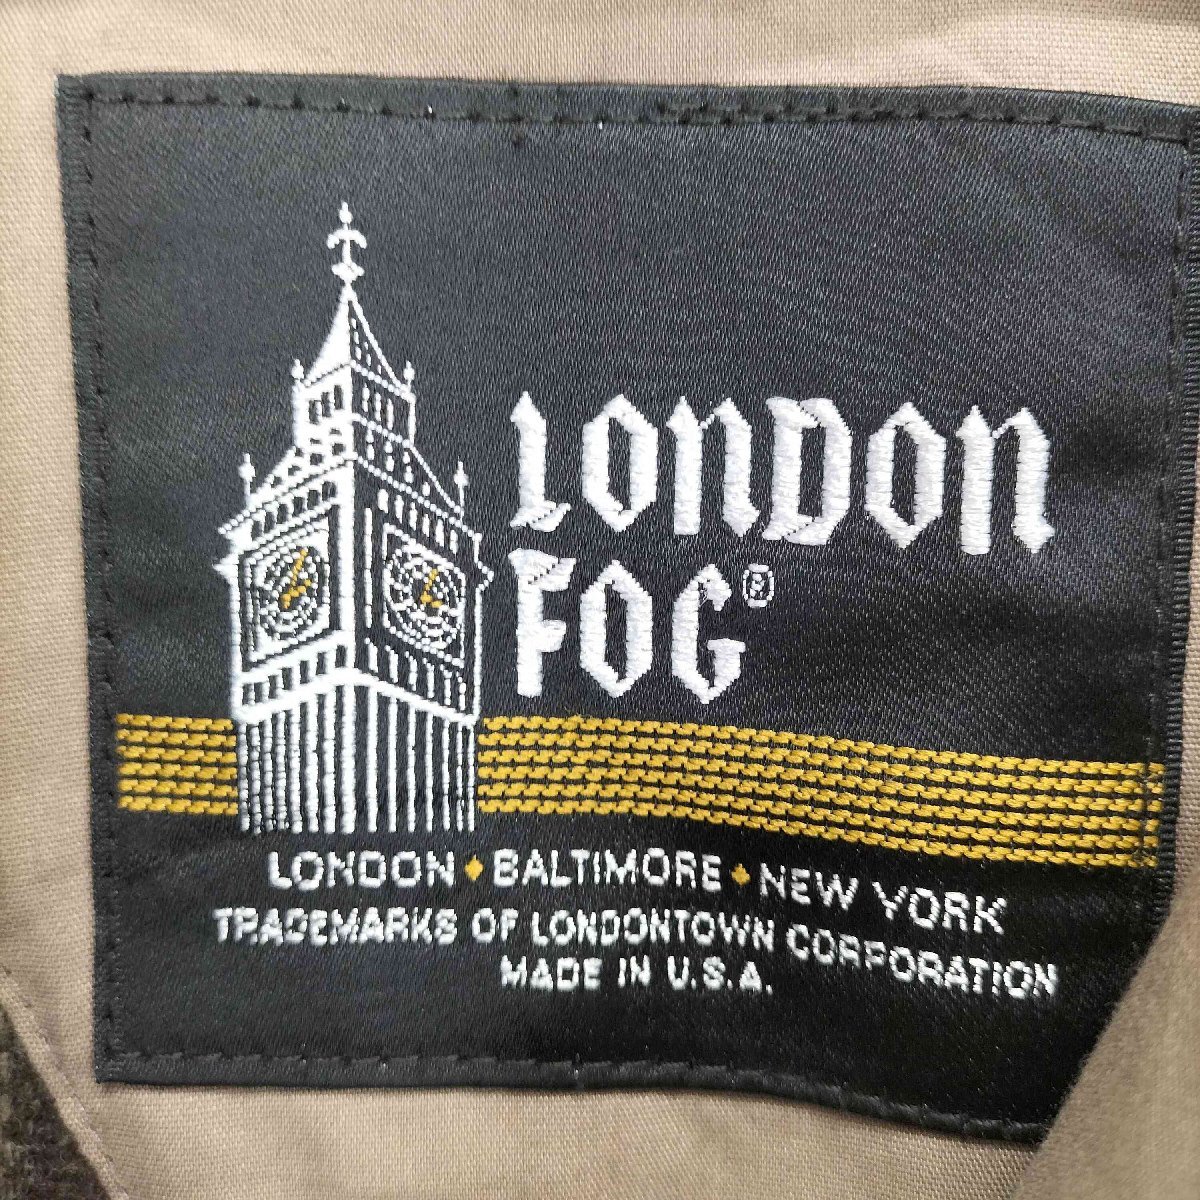 LONDON
FOG®
LONDON ♦ BALTIMORE ♦ NEW YORK
TRADEMARKS OF LONDONTOWN CORPORATION
MADE IN U.S.A.